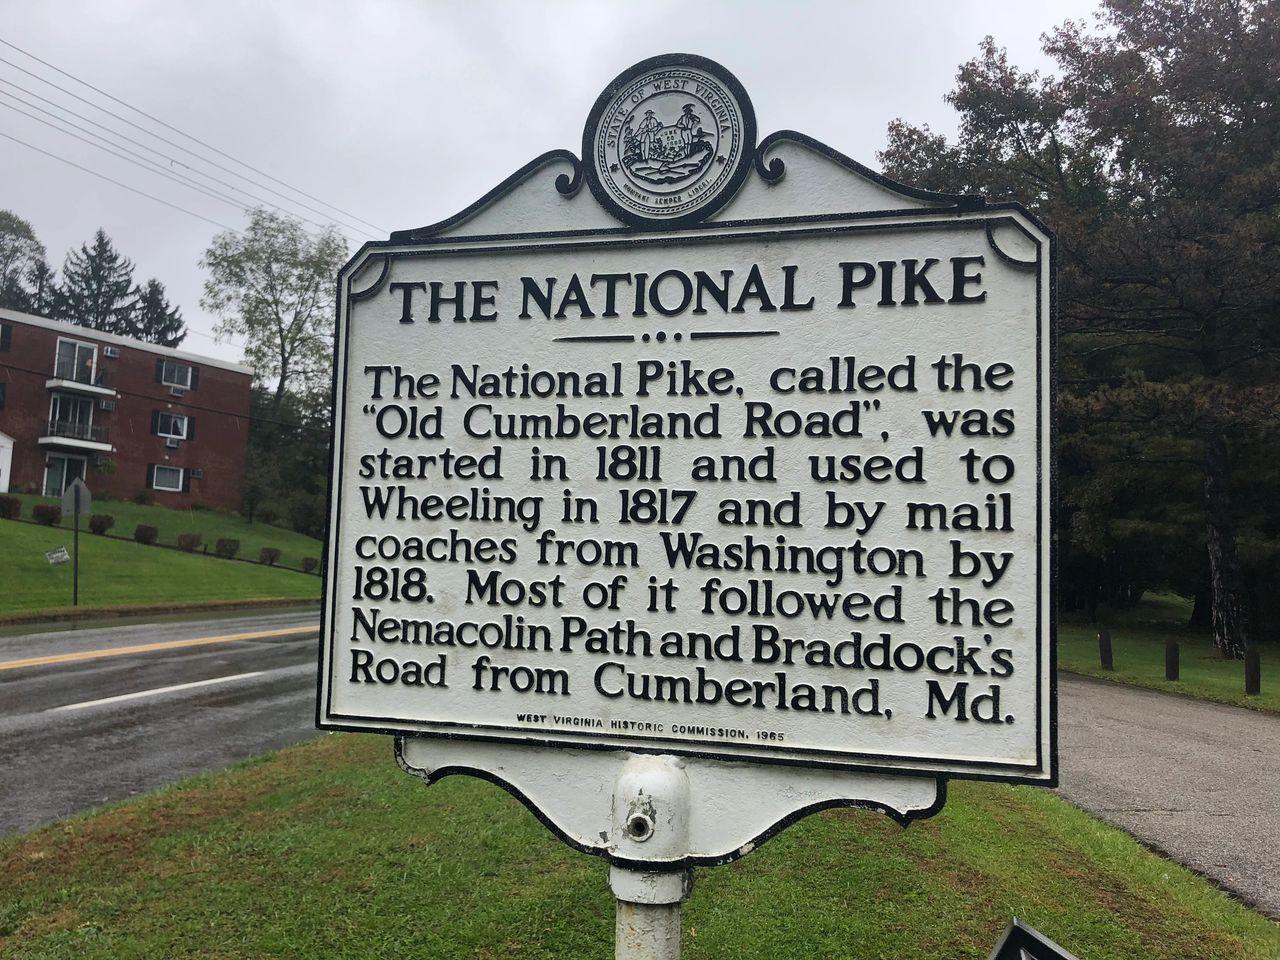 STATE OF WEST VIRGINIA
MONTANI SEMPER LIBERI
THE NATIONAL PIKE
The National Pike, called the
"Old Cumberland Road", was
started in 1811 and used to
Wheeling in 1817 and by mail
coaches from Washington by
1818. Most of it followed the
Nemacolin Path and Braddock's
Road from Cumberland, Md.
WEST VIRGINIA HISTORIC COMMISSION, 1965